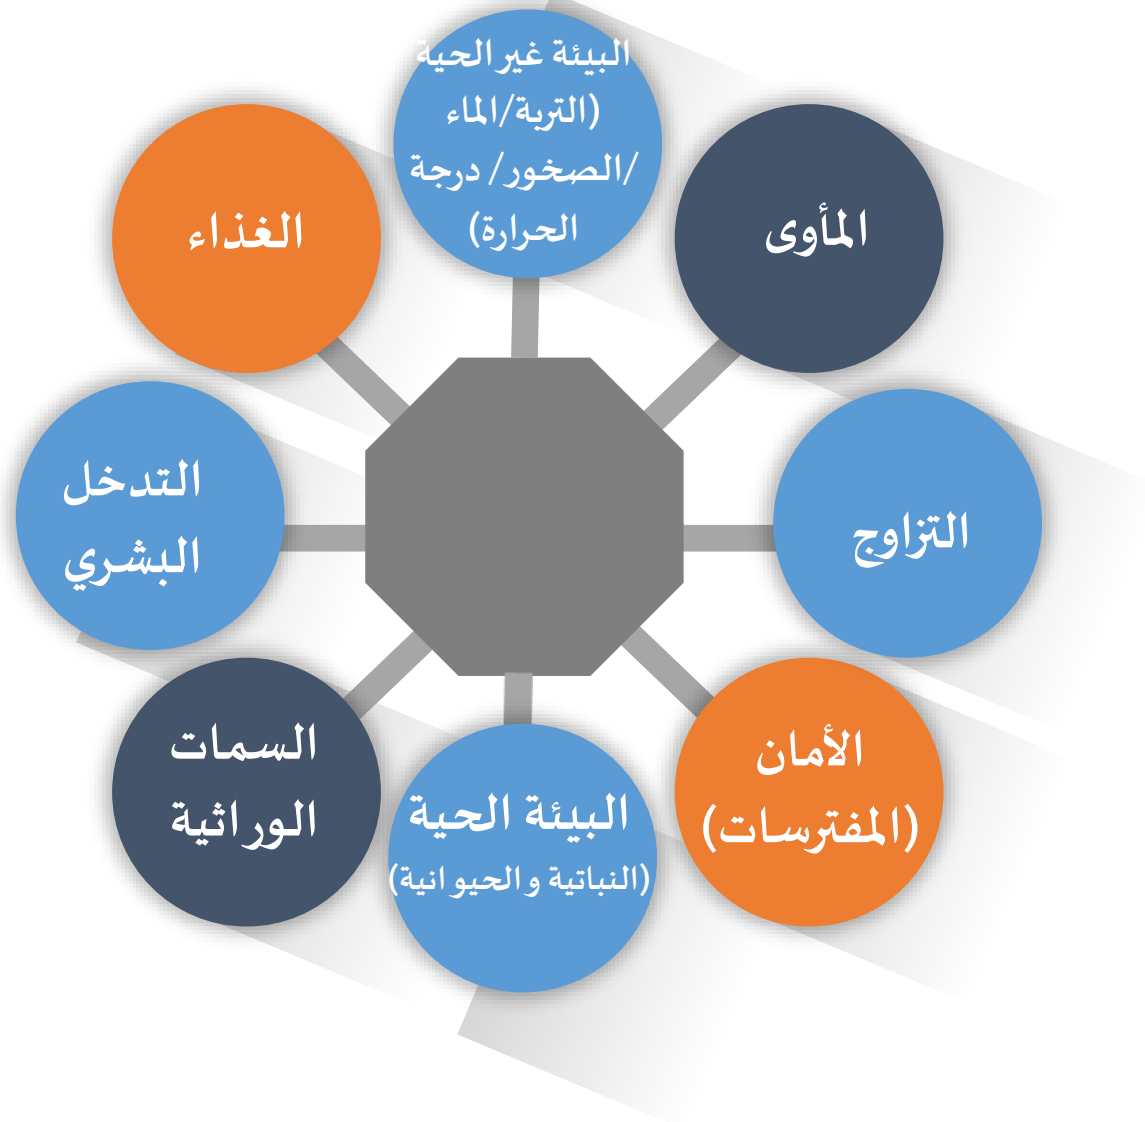 البيئة غير الحية
(التربة/الماء
/الصخور/ درجة
الحرارة)
المأوى
التزاوج
الأمان
(المفترسات)
البيئة الحية
(النباتية والحيوانية)
السمات
الوراثية
التدخل
البشري
الغذاء